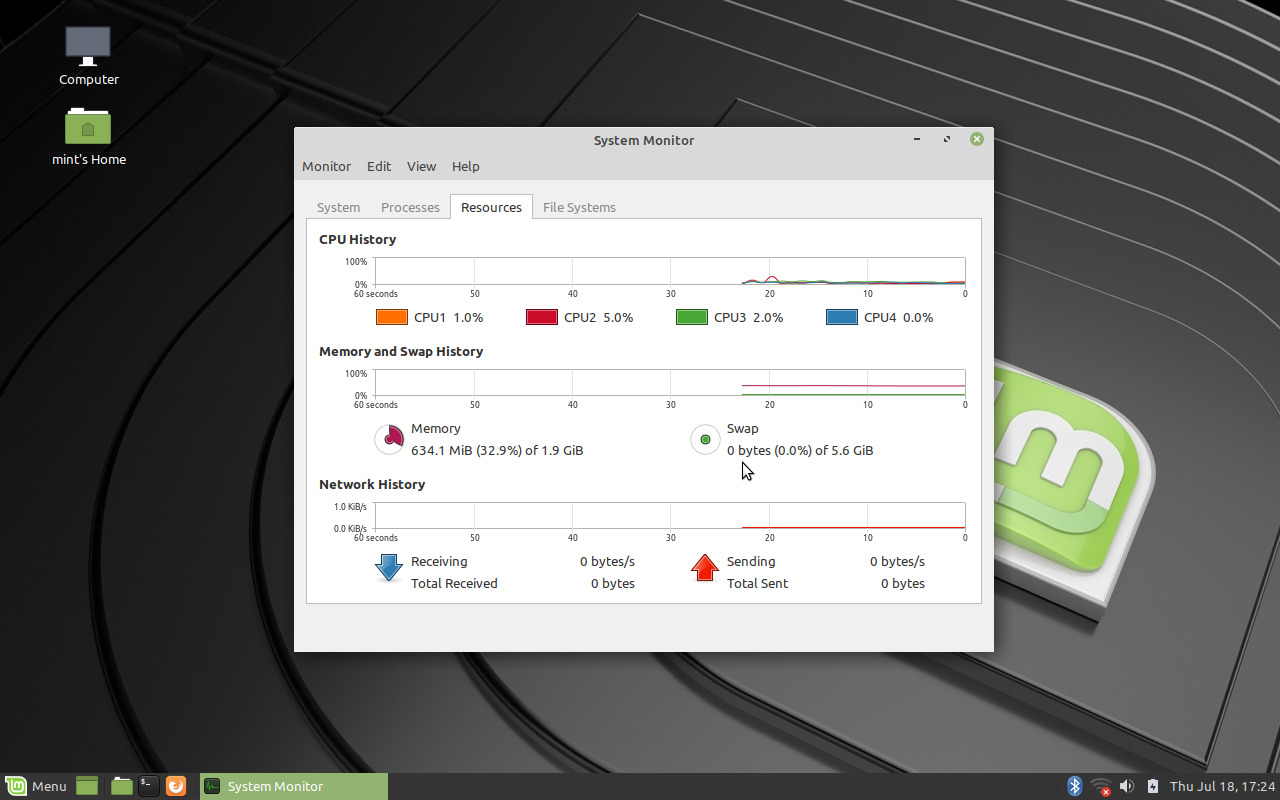 Computer
mint's Home
System Monitor
Monitor Edit View Help
System Processes Resources File Systems
CPU History
100%
0%
60 seconds 50 40 30 20 10 0
CPU1 1.0% CPU2 5.0% CPU3 2.0% CPU4 0.0%
Memory and Swap History
100%
0%
60 seconds 50 40 30 20 10 0
Memory Swap
634.1 MiB (32.9%) of 1.9 GiB 0 bytes (0.0%) of 5.6 GiB
Network History
1.0 KiB/s
0.0 KiB/s
60 seconds 50 40 30 20 10 0
Receiving 0 bytes/s Sending 0 bytes/s
Total Received 0 bytes Total Sent 0 bytes
Menu $_ System Monitor Thu Jul 18, 17:24